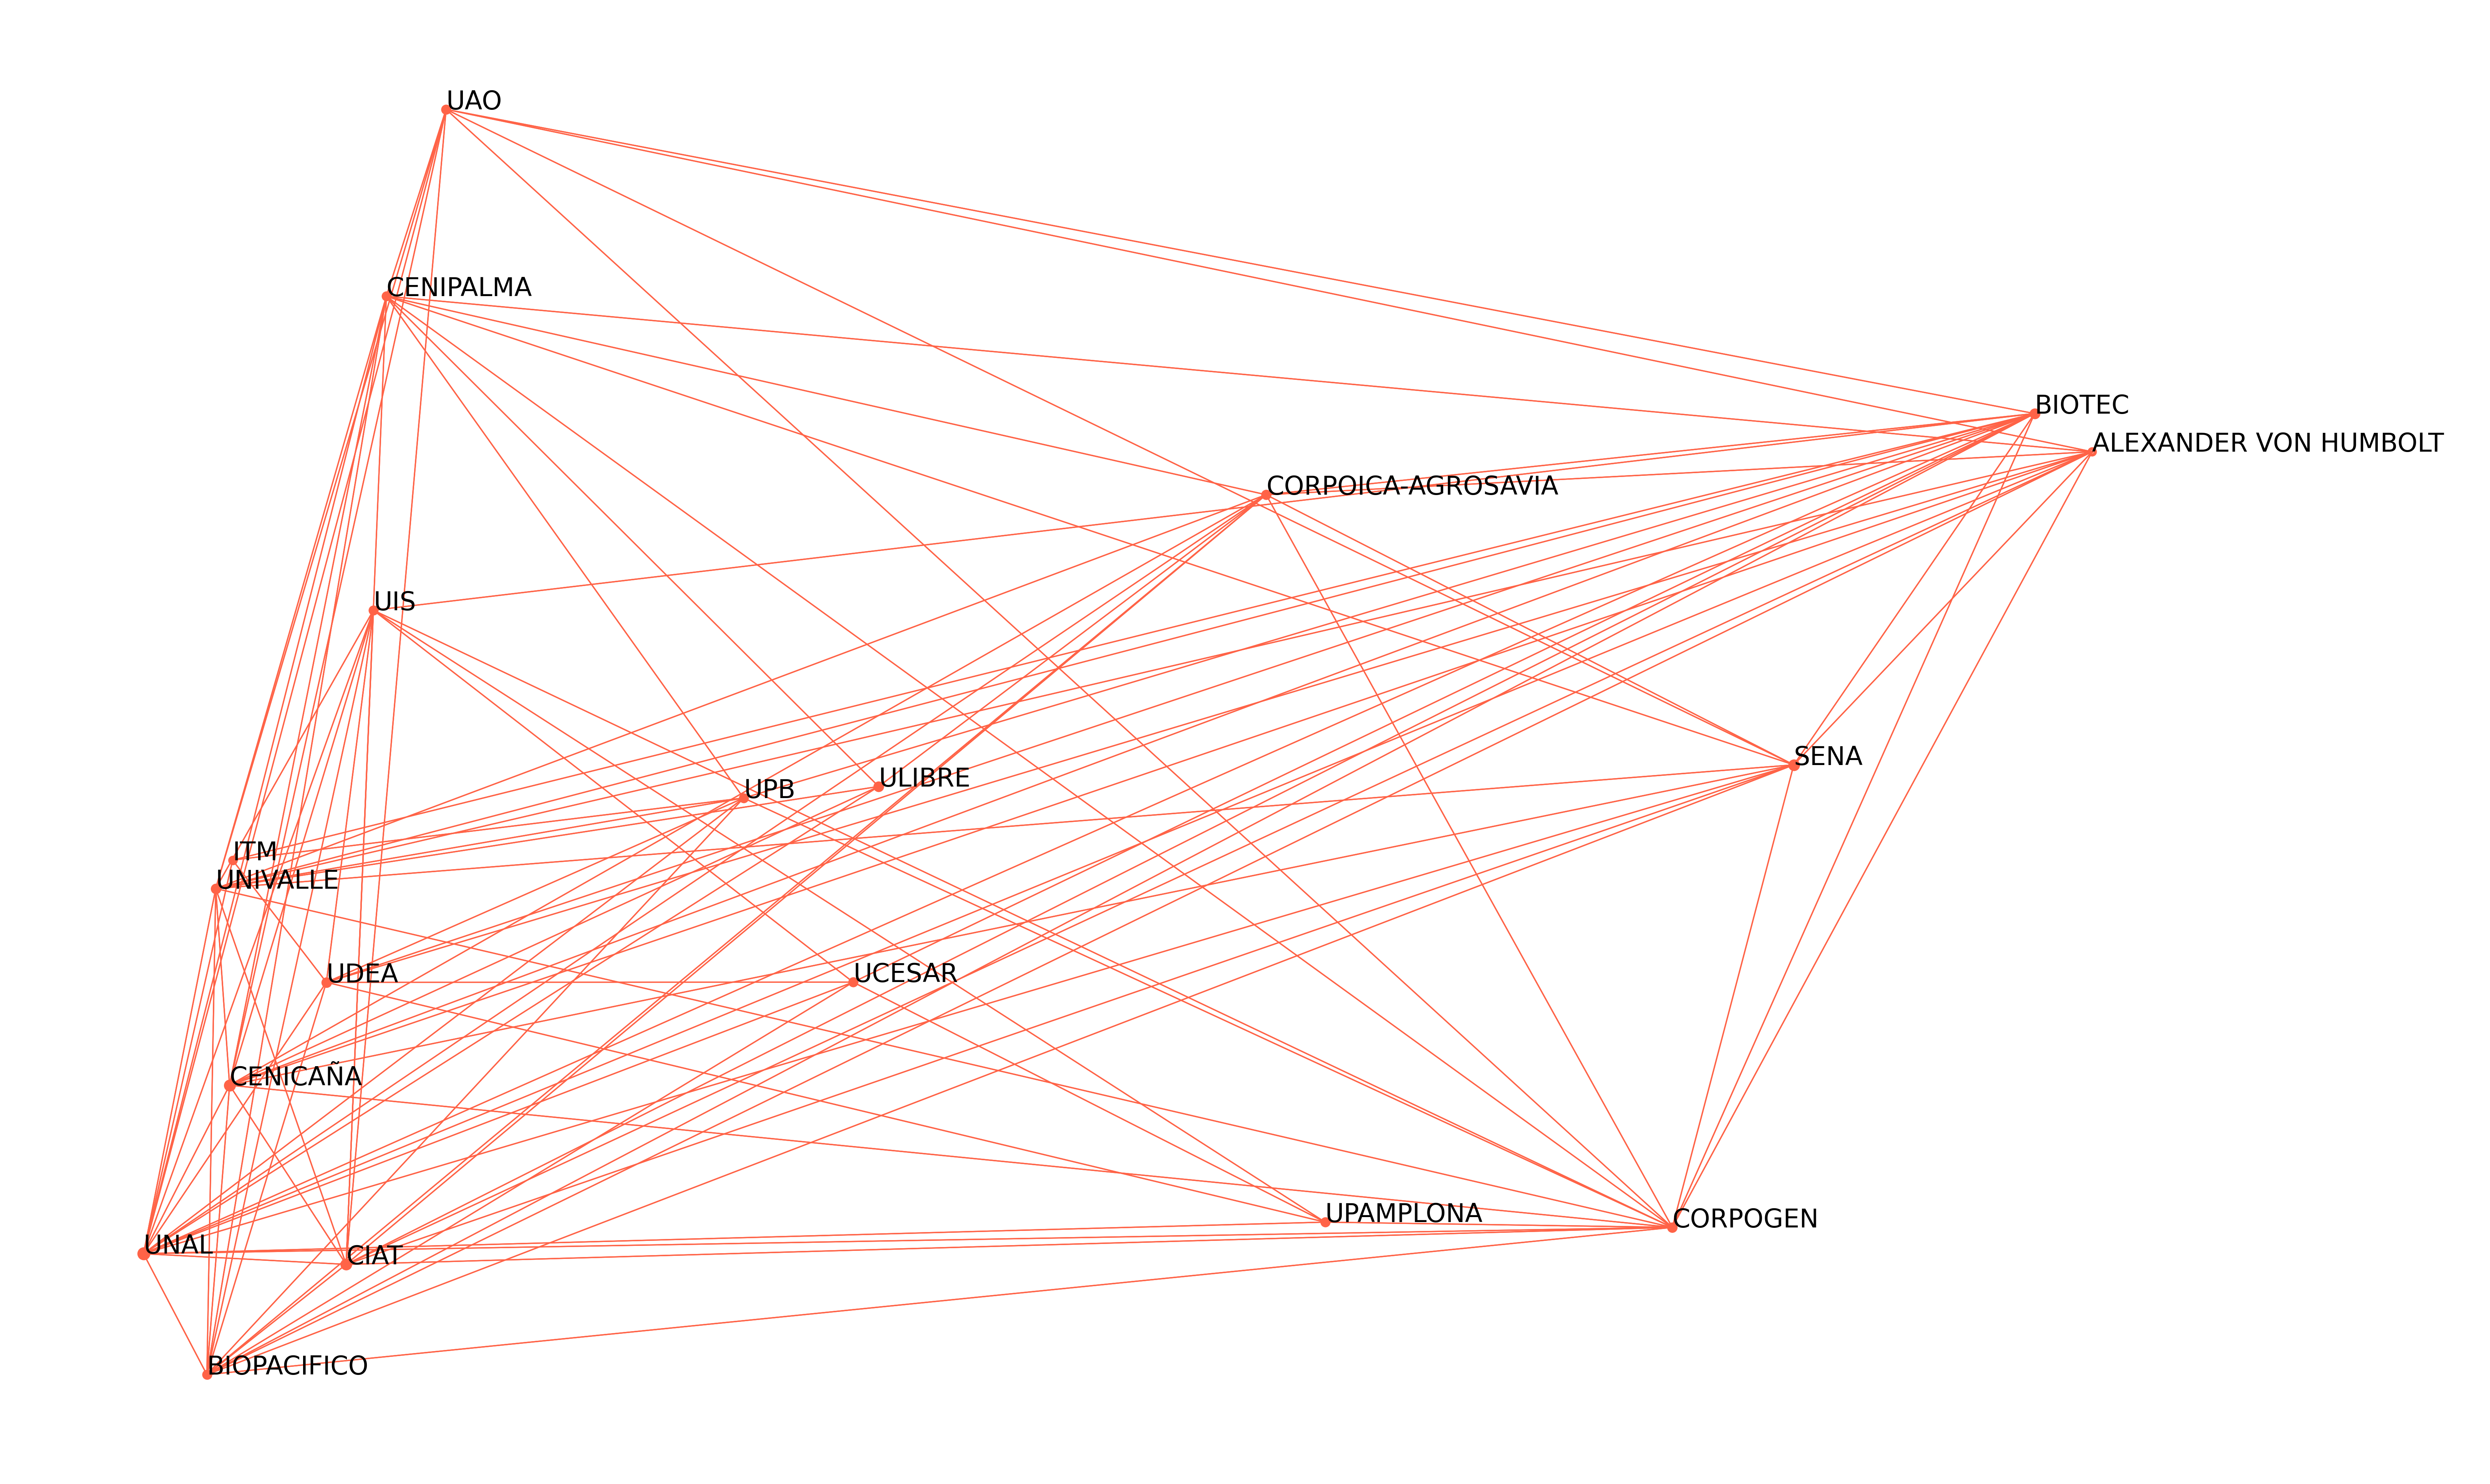 UAO
CENIPALMA
BIOTEC
ALEXANDER VON HUMBOLT
CORPOICA-AGROSAVIA
UIS
SENA
ULIBRE
UPB
ITM
UNIVALLE
UDEA
UCESAR
CENICAÑA
UPAMPLONA
CORPOGEN
UNAL
CIAT
BIOPACIFICO